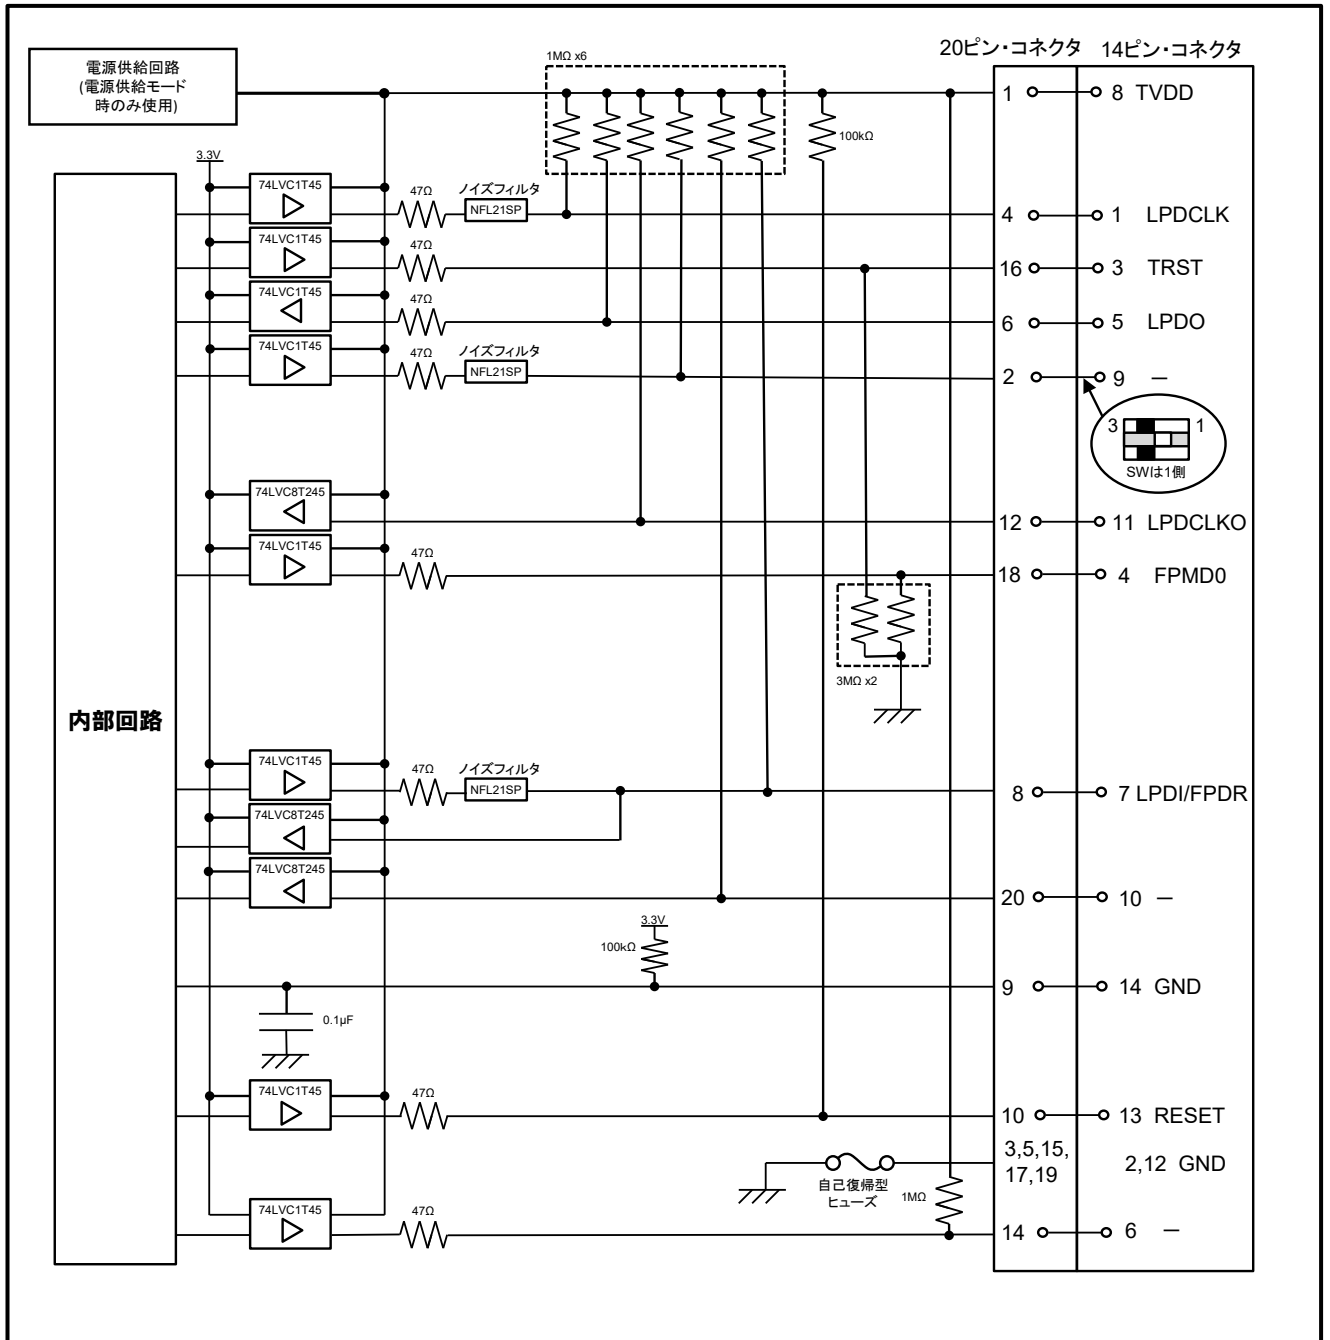 20ピン・コネクタ 14ピン・コネクタ
電源供給回路
(電源供給モード
時のみ使用)
1MΩ x6
1 8 TVDD
100kΩ
3.3V
74LVC1T45
47Ω
ノイズフィルタ
NFL21SP
4 1 LPDCLK
74LVC1T45
47Ω
16 3 TRST
74LVC1T45
47Ω
6 5 LPDO
74LVC1T45
47Ω
ノイズフィルタ
NFL21SP
2 9 －
3 1
SWは1側
74LVC8T245
12 11 LPDCLKO
74LVC1T45
47Ω
18 4 FPMD0
3MΩ x2
内部回路
74LVC1T45
47Ω
ノイズフィルタ
NFL21SP
8 7 LPDI/FPDR
74LVC8T245
74LVC8T245
20 10 －
3.3V
100kΩ
9 14 GND
0.1µF
74LVC1T45
47Ω
10 13 RESET
3,5,15,
17,19
2,12 GND
自己復帰型
ヒューズ
1MΩ
74LVC1T45
47Ω
14 6 －